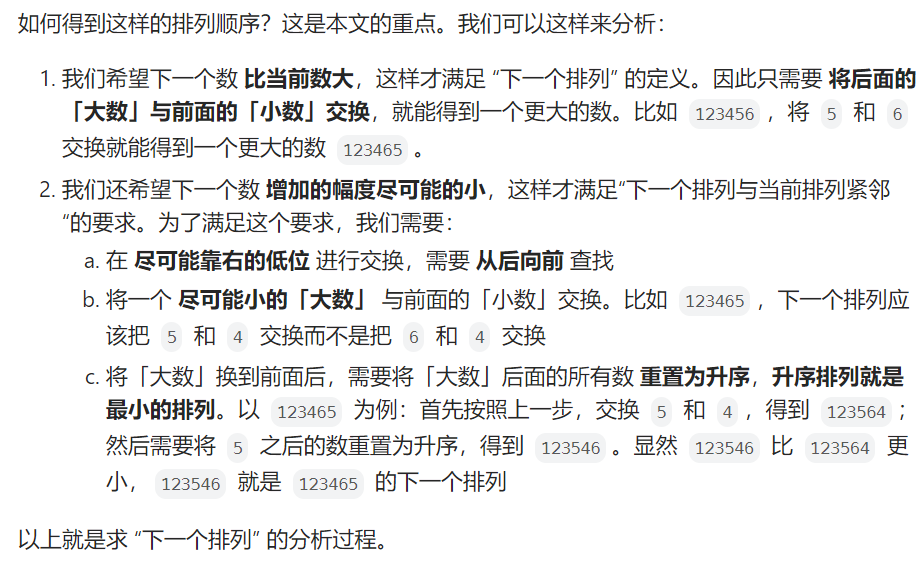 如何得到这样的排列顺序？这是本文的重点。我们可以这样来分析：
1. 我们希望下一个数 比当前数大，这样才满足 “下一个排列” 的定义。因此只需要 将后面的
「大数」与前面的「小数」交换，就能得到一个更大的数。比如 123456 ，将 5 和 6
交换就能得到一个更大的数 123465 。
2. 我们还希望下一个数 增加的幅度尽可能的小，这样才满足“下一个排列与当前排列紧邻
“的要求。为了满足这个要求，我们需要：
a. 在 尽可能靠右的低位 进行交换，需要 从后向前 查找
b. 将一个 尽可能小的「大数」 与前面的「小数」交换。比如 123465 ，下一个排列应
该把 5 和 4 交换而不是把 6 和 4 交换
c. 将「大数」换到前面后，需要将「大数」后面的所有数 重置为升序，升序排列就是
最小的排列。以 123465 为例：首先按照上一步，交换 5 和 4 ，得到 123564 ；
然后需要将 5 之后的数重置为升序，得到 123546 。显然 123546 比 123564 更
小， 123546 就是 123465 的下一个排列
以上就是求 “下一个排列” 的分析过程。